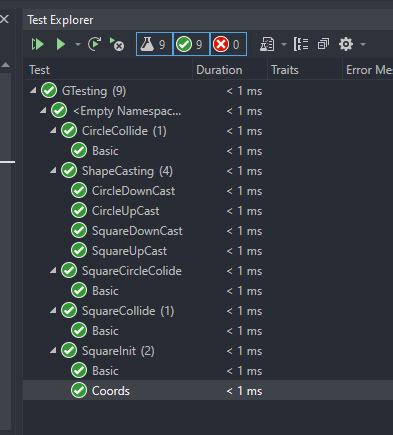 Test Explorer
9 9 0
Test Duration Traits Error Me
GTesting (9) < 1 ms
<Empty Namespac... < 1 ms
CircleCollide (1) < 1 ms
Basic < 1 ms
ShapeCasting (4) < 1 ms
CircleDownCast < 1 ms
CircleUpCast < 1 ms
SquareDownCast < 1 ms
SquareUpCast < 1 ms
SquareCircleColide < 1 ms
Basic < 1 ms
SquareCollide (1) < 1 ms
Basic < 1 ms
SquareInit (2) < 1 ms
Basic < 1 ms
Coords < 1 ms